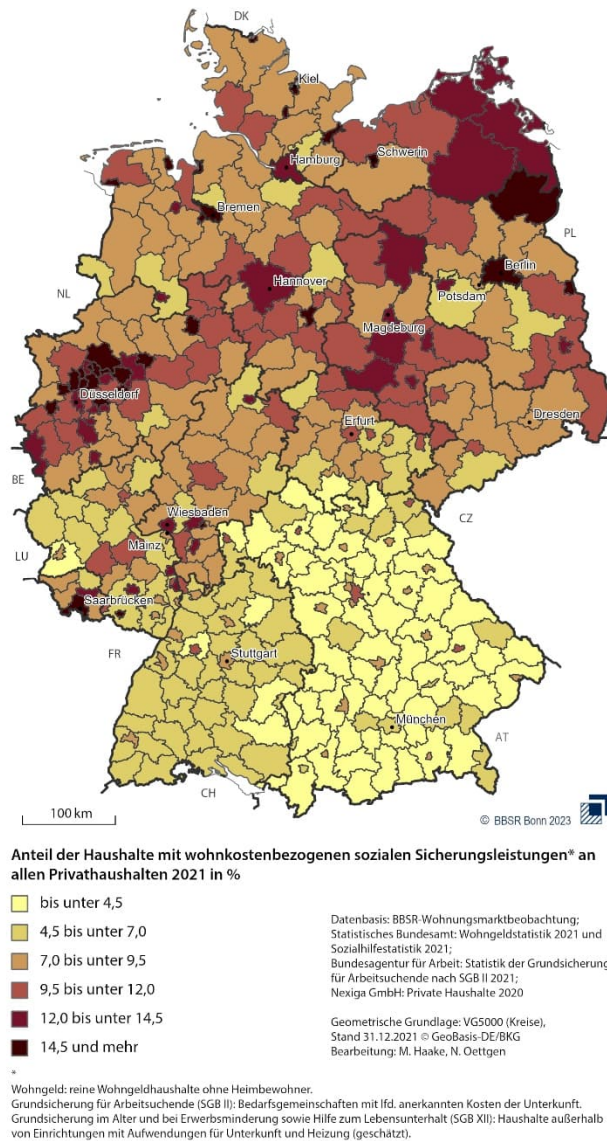 DK
Kiel
Schwerin
Hamburg
Bremen
PL
Berlin
NL
Hannover
Potsdam
Magdeburg
Düsseldorf
Erfurt
Dresden
BE
Wiesbaden
CZ
LU
Mainz
Saarbrücken
FR
Stuttgart
München
AT
CH
100 km
© BBSR Bonn 2023
Anteil der Haushalte mit wohnkostenbezogenen sozialen Sicherungsleistungen* an
allen Privathaushalten 2021 in %
bis unter 4,5
4,5 bis unter 7,0
7,0 bis unter 9,5
9,5 bis unter 12,0
12,0 bis unter 14,5
14,5 und mehr
Datenbasis: BBSR-Wohnungsmarktbeobachtung;
Statistisches Bundesamt: Wohngeldstatistik 2021 und
Sozialhilfestatistik 2021;
Bundesagentur für Arbeit: Statistik der Grundsicherung
für Arbeitsuchende nach SGB II 2021;
Nexiga GmbH: Private Haushalte 2020
Geometrische Grundlage: VG5000 (Kreise),
Stand 31.12.2021 © GeoBasis-DE/BKG
Bearbeitung: M. Haake, N. Oettgen
*
Wohngeld: reine Wohngeldhaushalte ohne Heimbewohner.
Grundsicherung für Arbeitsuchende (SGB II): Bedarfsgemeinschaften mit lfd. anerkannten Kosten der Unterkunft.
Grundsicherung im Alter und bei Erwerbsminderung sowie Hilfe zum Lebensunterhalt (SGB XII): Haushalte außerhalb
von Einrichtungen mit Aufwendungen für Unterkunft und Heizung (geschätzt).